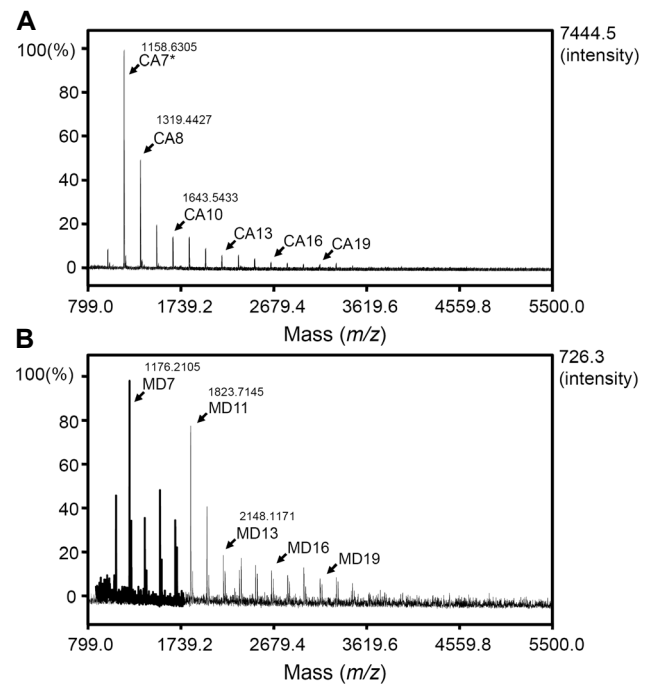 A
7444.5
(intensity)
100(%)
80
60
40
20
0
1158.6305
CA7*
1319.4427
CA8
1643.5433
CA10
CA13
CA16
CA19
799.0
1739.2
2679.4
3619.6
4559.8
5500.0
Mass (m/z)
B
726.3
(intensity)
100(%)
80
60
40
20
0
1176.2105
MD7
1823.7145
MD11
2148.1171
MD13
MD16
MD19
799.0
1739.2
2679.4
3619.6
4559.8
5500.0
Mass (m/z)